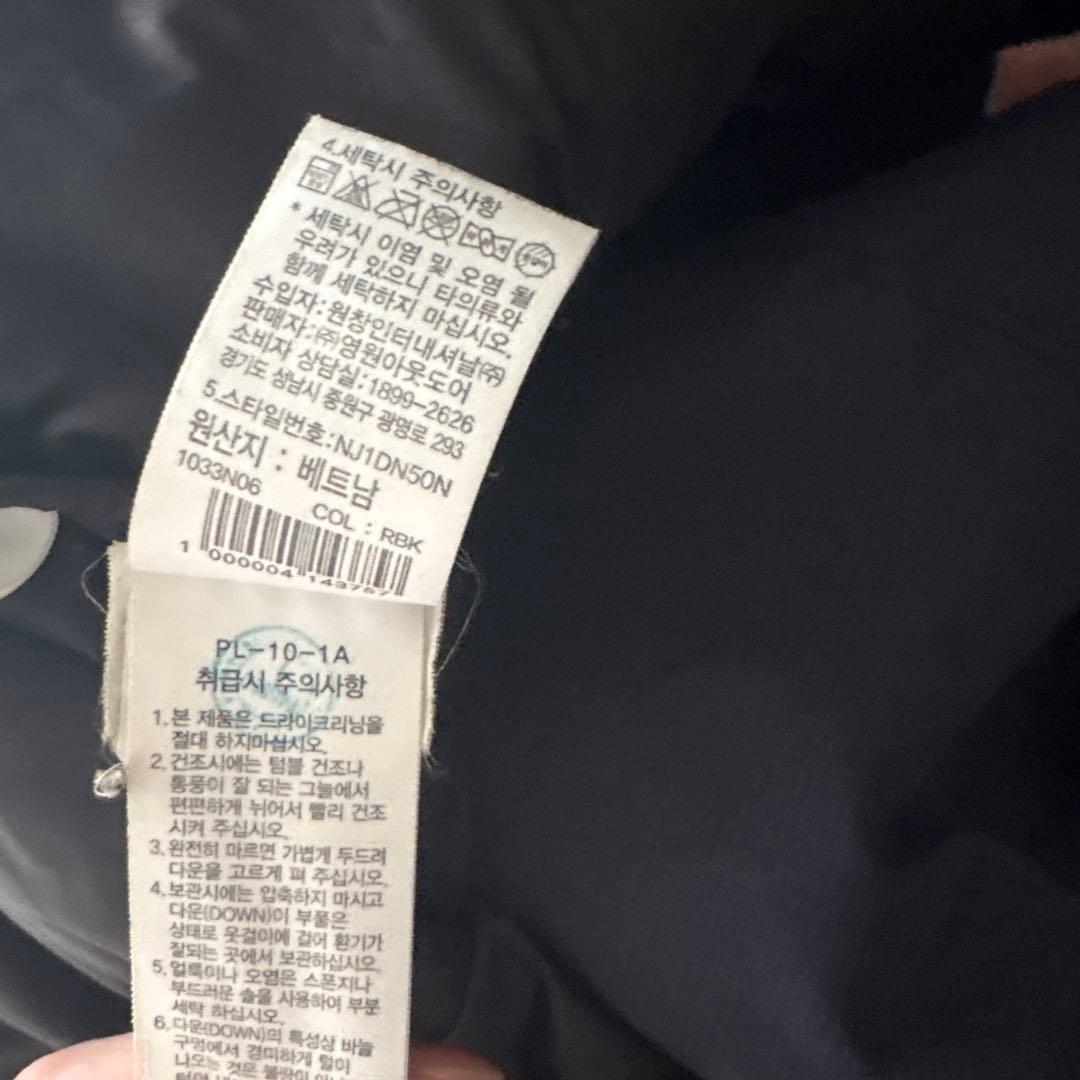 4.세탁시 주의사항
* 세탁시 이염 및 오염 될
우려가 있으니 타의류와
함께 세탁하지 마십시오.
수입자:원창인터내셔날㈜
판매자:㈜영원아웃도어
소비자 상담실:1899-2626
경기도 성남시 중원구 광명로 293
5.스타일번호:NJ1DN50N
원산지 : 베트남
1033N06
COL : RBK
1 000004 143767
PL-10-1A
취급시 주의사항
1.본 제품은 드라이크리닝을
절대 하지마십시오.
2.건조시에는 텀블 건조나
통풍이 잘 되는 그늘에서
편편하게 뉘어서 빨리 건조
시켜 주십시오.
3.완전히 마르면 가볍게 두드려
다운을 고르게 펴 주십시오.
4.보관시에는 압축하지 마시고
다운(DOWN)이 부풀은
상태로 옷걸이에 걸어 환기가
잘되는 곳에서 보관하십시오.
5.얼룩이나 오염은 스폰지나
부드러운 솔을 사용하여 부분
세탁 하십시오.
6.다운(DOWN)의 특성상 바늘
구멍에서 경미하게 털이
나오는 것은 불량이